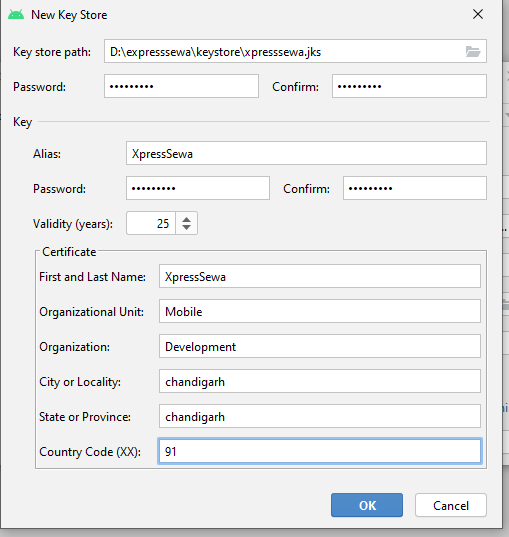 New Key Store
Key store path: D:\expresssewa\keystore\xpresssewa.jks
Password: ••••••••• Confirm: •••••••••
Key
Alias: XpressSewa
Password: ••••••••• Confirm: •••••••••
Validity (years): 25
Certificate
First and Last Name: XpressSewa
Organizational Unit: Mobile
Organization: Development
City or Locality: chandigarh
State or Province: chandigarh
Country Code (XX): 91
OK Cancel